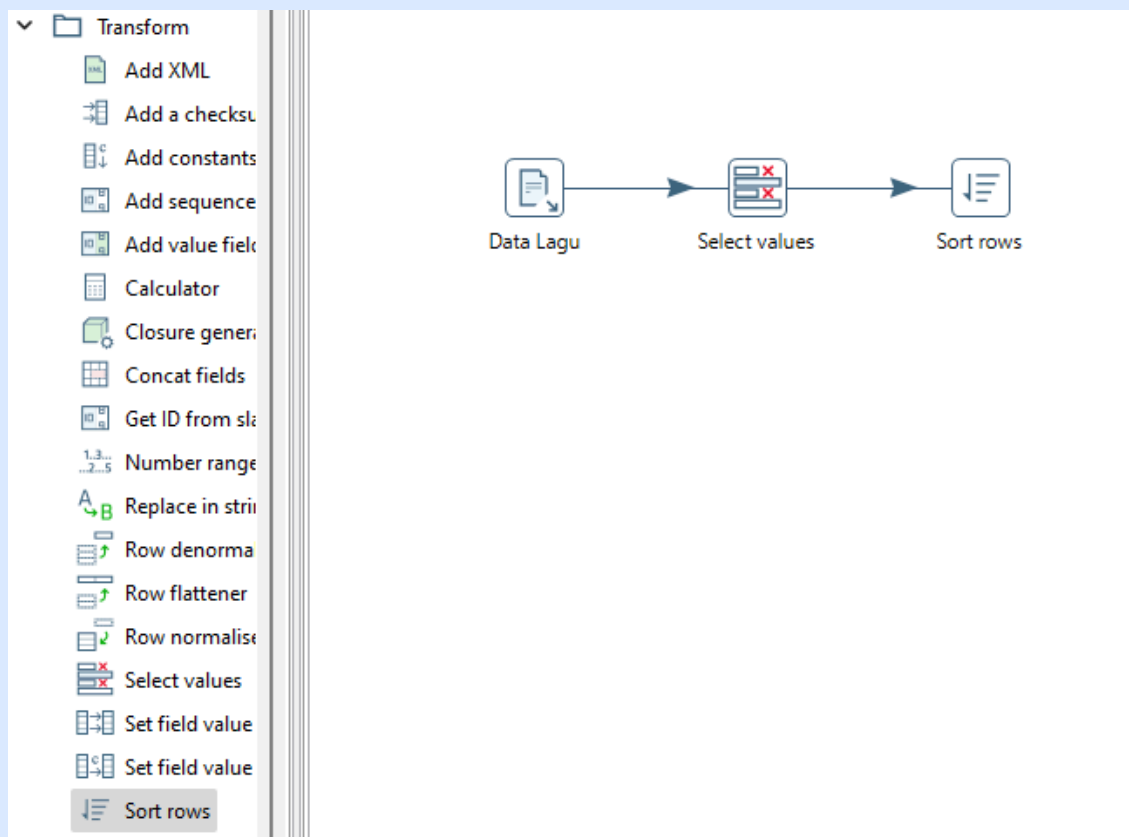 Transform
Add XML
Add a checksu
Add constants
Add sequence
Add value field
Calculator
Closure genera
Concat fields
Get ID from sla
Number range
Replace in strin
Row denorma
Row flattener
Row normalise
Select values
Set field value
Set field value
Sort rows
Data Lagu
Select values
Sort rows